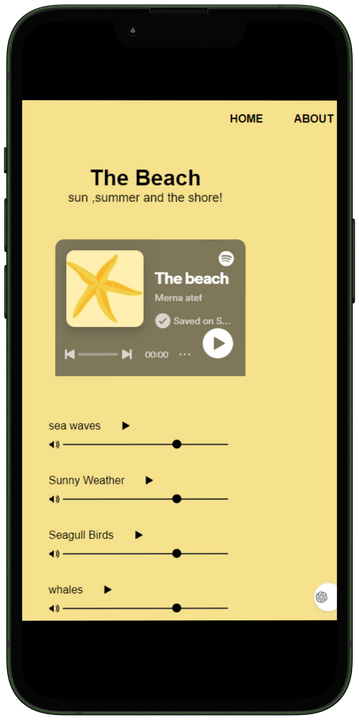 HOME ABOUT
The Beach
sun ,summer and the shore!
The beach
Merna atef
Saved on S...
00:00
sea waves
Sunny Weather
Seagull Birds
whales